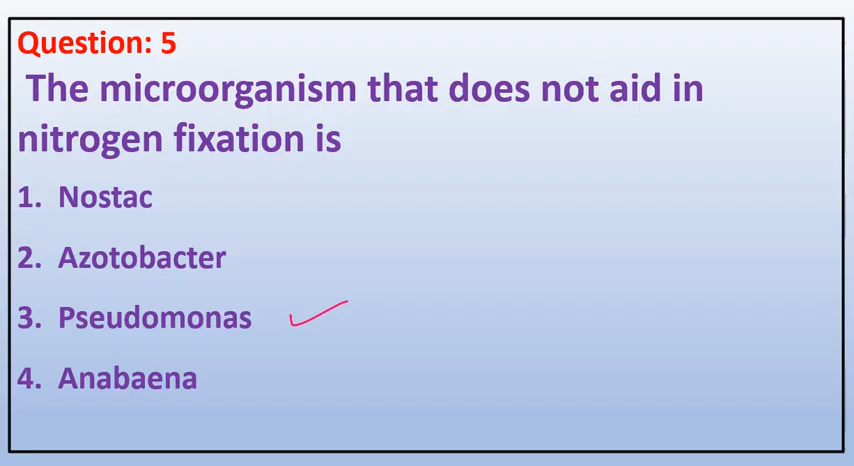 Question: 5
The microorganism that does not aid in
nitrogen fixation is
1. Nostac
2. Azotobacter
3. Pseudomonas
4. Anabaena